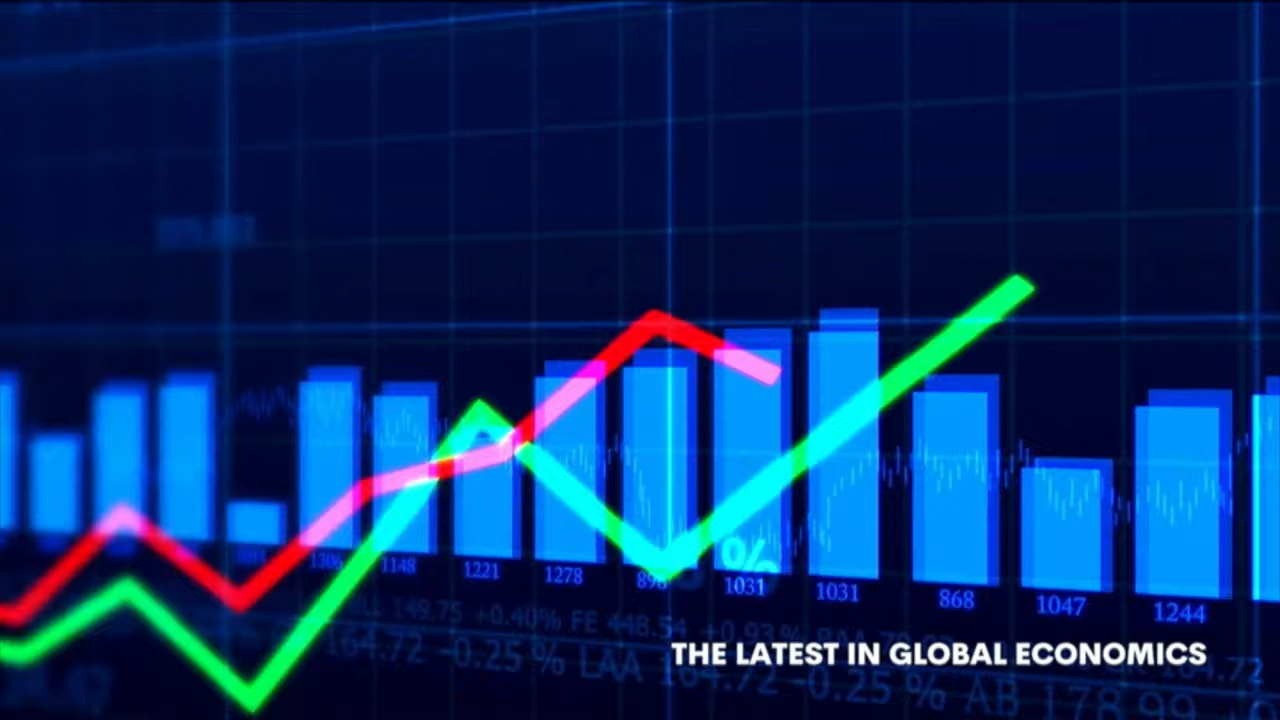 %
1306 1148 1221 1278 896 1031 1031 868 1047 1244
149.75 +0.40% FE 448.54 +0.93%
THE LATEST IN GLOBAL ECONOMICS
164.72 -0.25% LAA 164.72 -0.25% AB 178.99